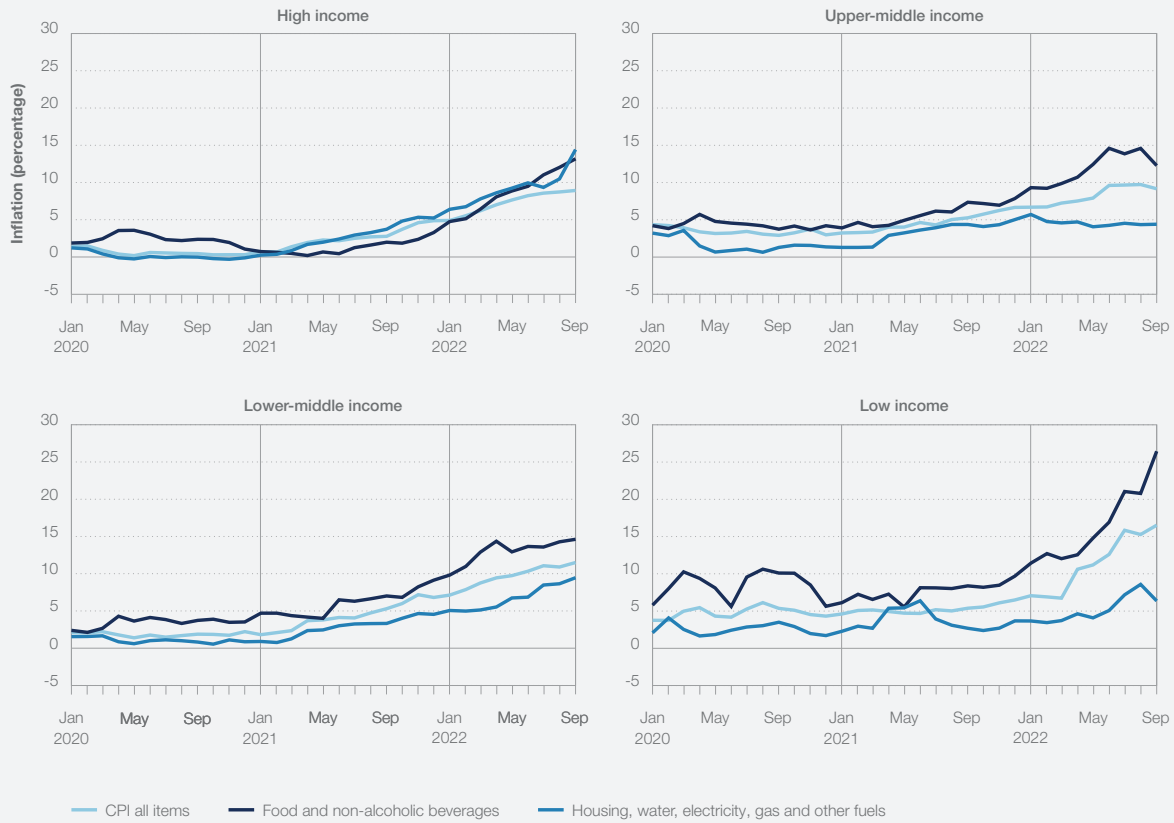 High income
Upper-middle income
Inflation (percentage)
30
25
20
15
10
5
0
-5
Jan May Sep Jan May Sep Jan May Sep
2020 2021 2022
30
25
20
15
10
5
0
-5
Jan May Sep Jan May Sep Jan May Sep
2020 2021 2022
Lower-middle income
Low income
30
25
20
15
10
5
0
-5
Jan May Sep Jan May Sep Jan May Sep
2020 2021 2022
30
25
20
15
10
5
0
-5
Jan May Sep Jan May Sep Jan May Sep
2020 2021 2022
CPI all items Food and non-alcoholic beverages Housing, water, electricity, gas and other fuels